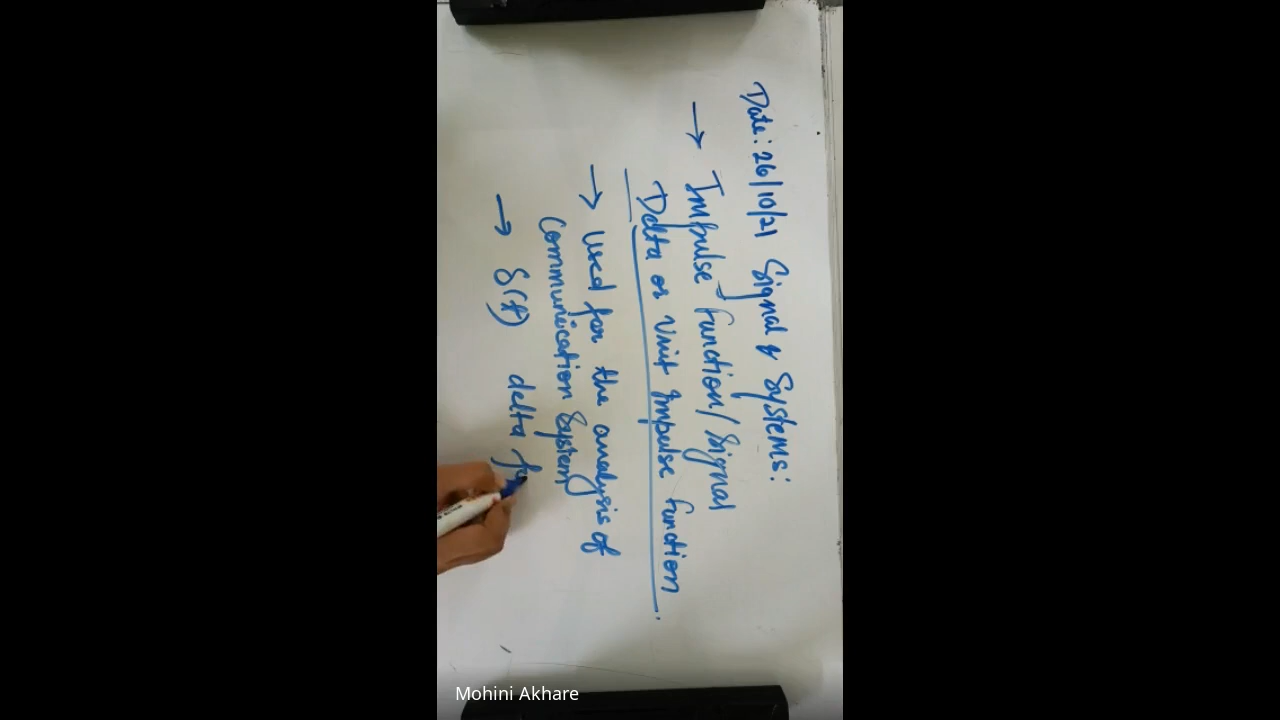 Date: 26/10/21 Signal & Systems:
→ Impulse function/Signal
Delta or Unit Impulse function
→ used for the analysis of
Communication System
→ δ(t) delta fu
Mohini Akhare